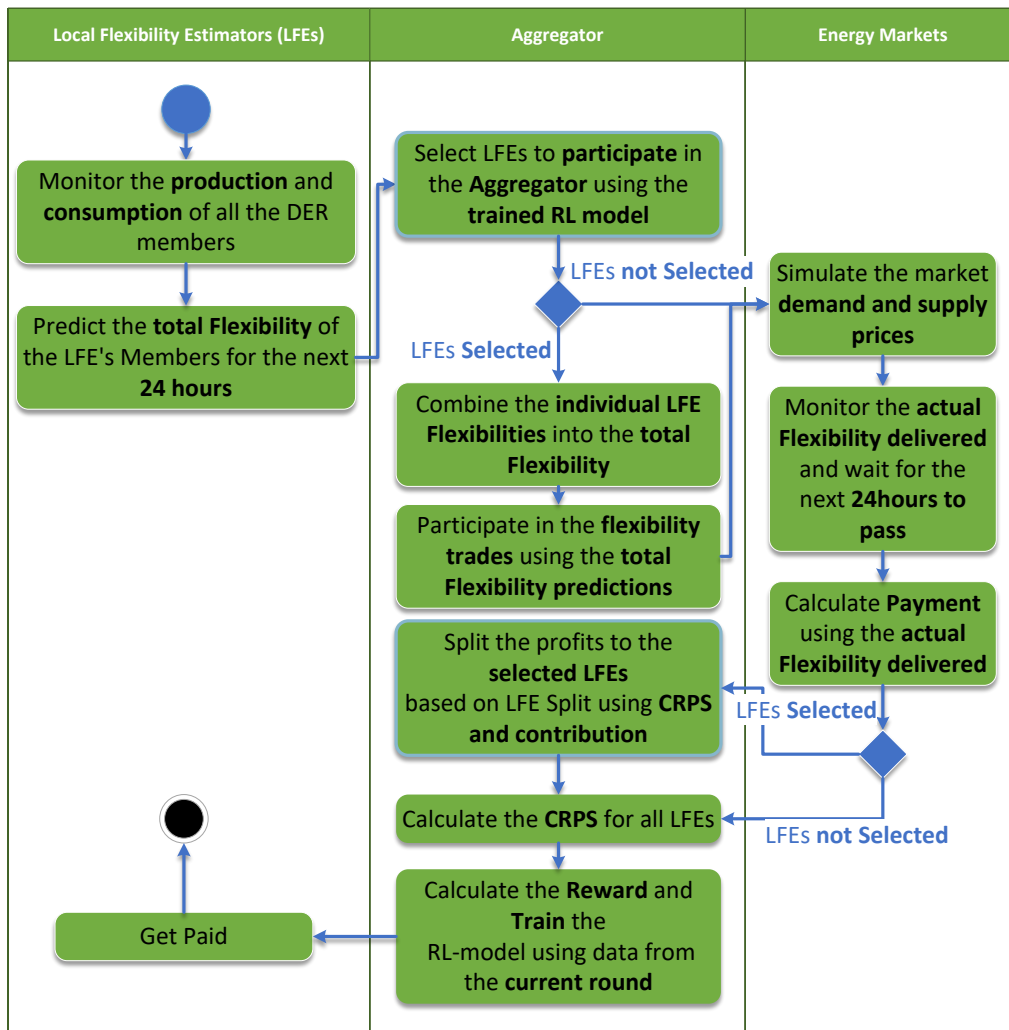 Local Flexibility Estimators (LFEs)
Aggregator
Energy Markets
Monitor the production and
consumption of all the DER
members
Predict the total Flexibility of
the LFE's Members for the next
24 hours
Select LFEs to participate in
the Aggregator using the
trained RL model
LFEs not Selected
LFEs Selected
Combine the individual LFE
Flexibilities into the total
Flexibility
Participate in the flexibility
trades using the total
Flexibility predictions
Simulate the market
demand and supply
prices
Monitor the actual
Flexibility delivered
and wait for the
next 24hours to
pass
Calculate Payment
using the actual
Flexibility delivered
LFEs Selected
LFEs not Selected
Split the profits to the
selected LFEs
based on LFE Split using CRPS
and contribution
Calculate the CRPS for all LFEs
Calculate the Reward and
Train the
RL-model using data from
the current round
Get Paid